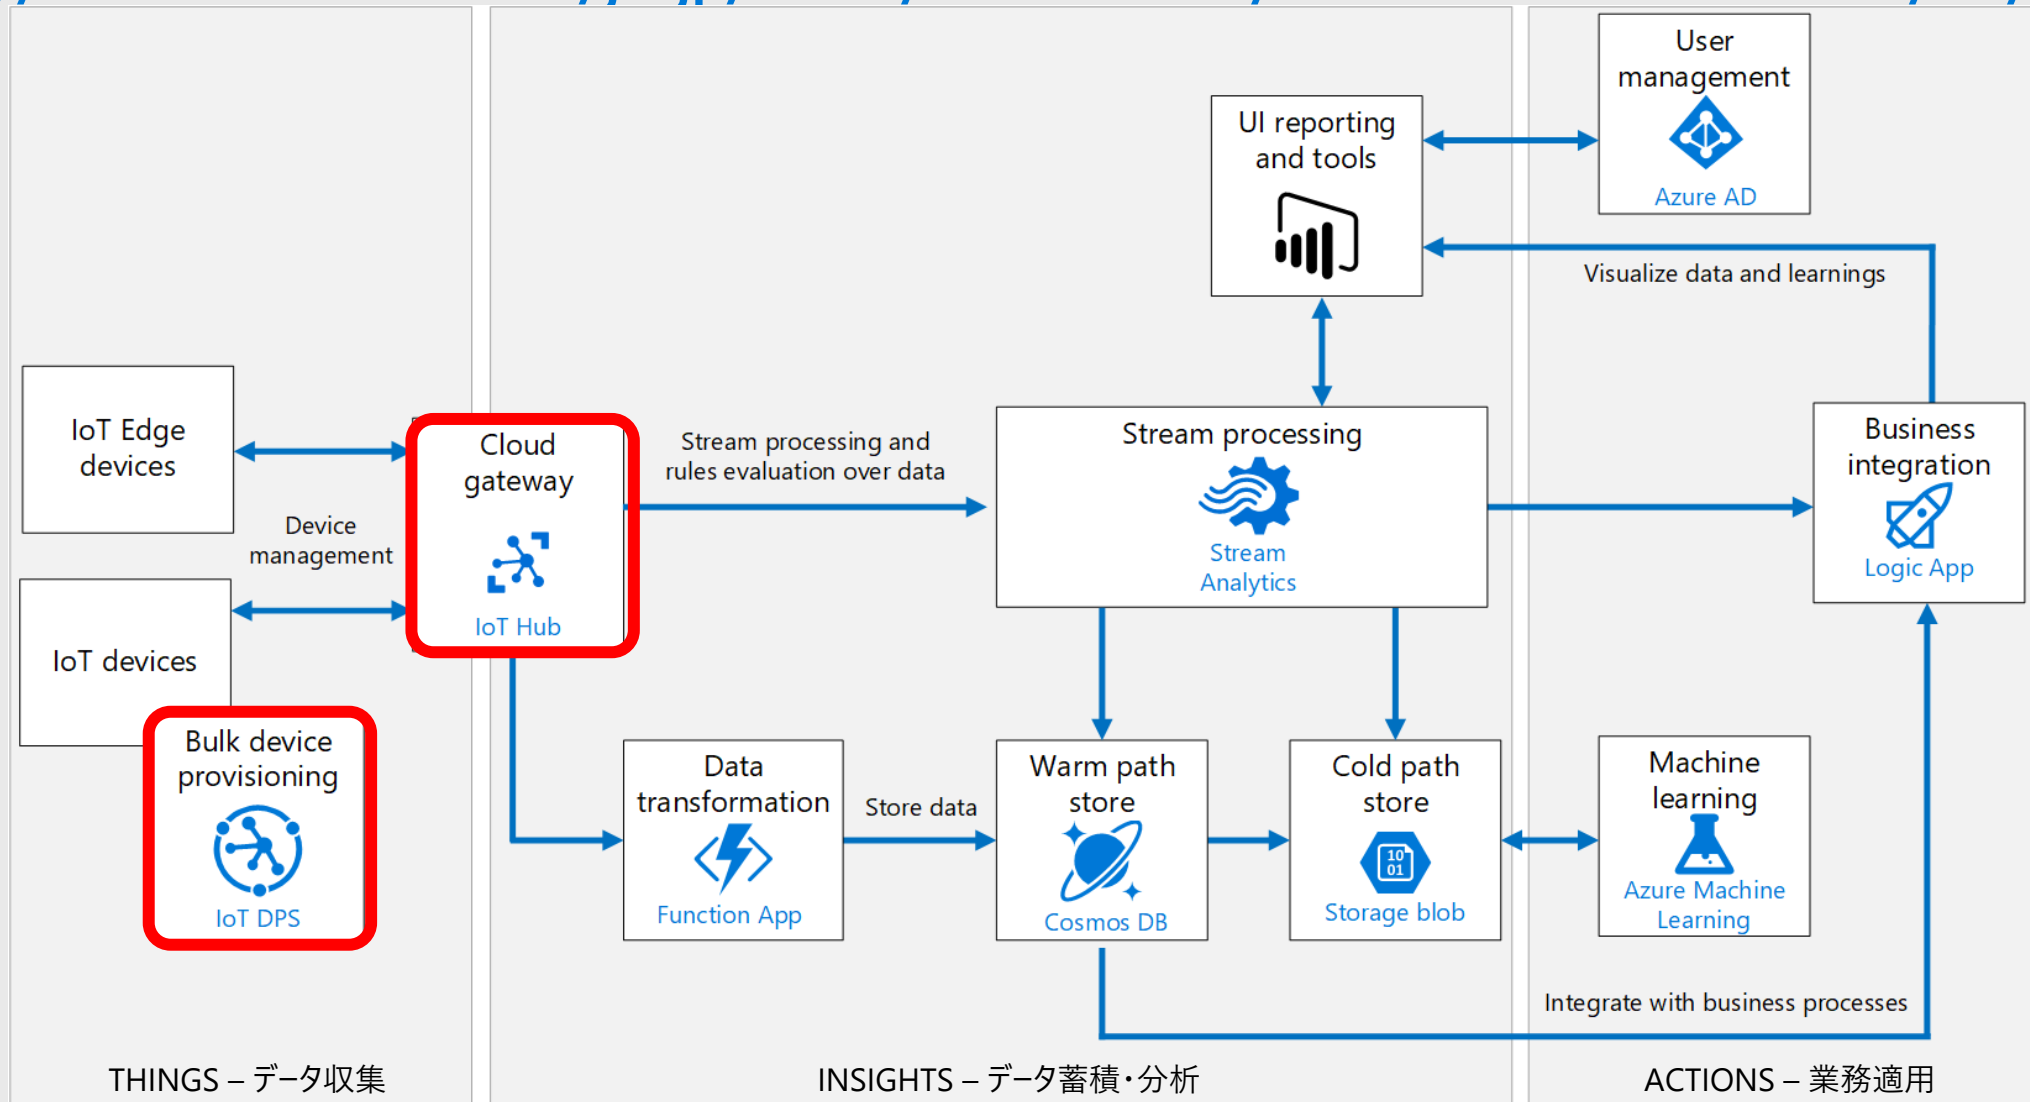 User
management
Azure AD
UI reporting
and tools
Visualize data and learnings
IoT Edge
devices
Device
management
IoT devices
Bulk device
provisioning
IoT DPS
Cloud
gateway
IoT Hub
Stream processing and
rules evaluation over data
Stream processing
Stream
Analytics
Business
integration
Logic App
Data
transformation
Function App
Store data
Warm path
store
Cosmos DB
Cold path
store
10
01
Storage blob
Machine
learning
Azure Machine
Learning
Integrate with business processes
THINGS – データ収集
INSIGHTS – データ蓄積・分析
ACTIONS – 業務適用